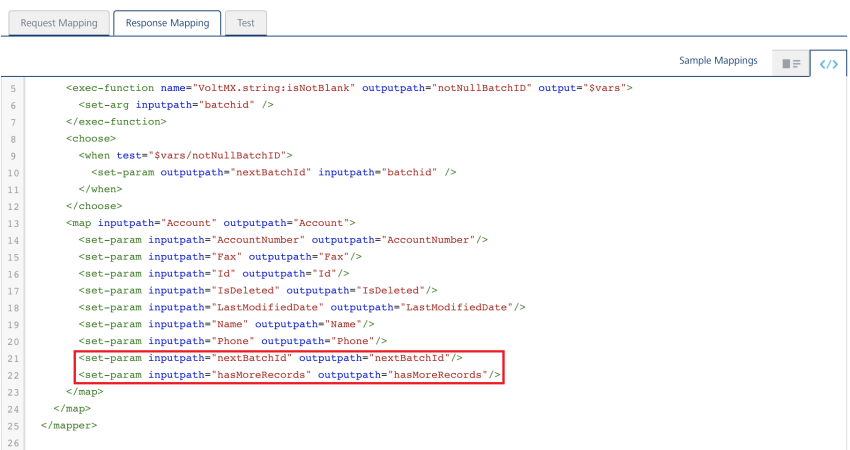 Request Mapping
Response Mapping
Test
Sample Mappings
</>
5 <exec-function name="VoltMX.string:isNotBlank" outputpath="notNullBatchID" output="$vars">
6 <set-arg inputpath="batchid" />
7 </exec-function>
8 <choose>
9 <when test="$vars/notNullBatchID">
10 <set-param outputpath="nextBatchId" inputpath="batchid" />
11 </when>
12 </choose>
13 <map inputpath="Account" outputpath="Account">
14 <set-param inputpath="AccountNumber" outputpath="AccountNumber"/>
15 <set-param inputpath="Fax" outputpath="Fax"/>
16 <set-param inputpath="Id" outputpath="Id"/>
17 <set-param inputpath="IsDeleted" outputpath="IsDeleted"/>
18 <set-param inputpath="LastModifiedDate" outputpath="LastModifiedDate"/>
19 <set-param inputpath="Name" outputpath="Name"/>
20 <set-param inputpath="Phone" outputpath="Phone"/>
21 <set-param inputpath="nextBatchId" outputpath="nextBatchId"/>
22 <set-param inputpath="hasMoreRecords" outputpath="hasMoreRecords"/>
23 </map>
24 </map>
25 </mapper>
26